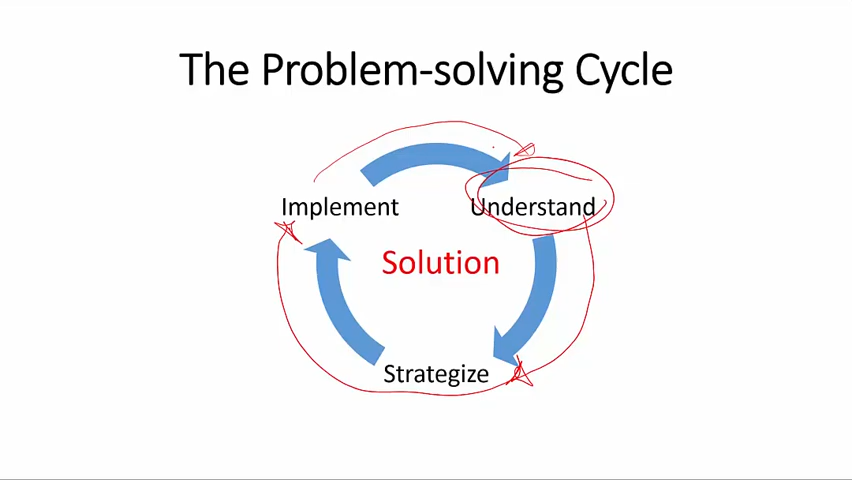 The Problem-solving Cycle
Implement
Understand
Solution
Strategize